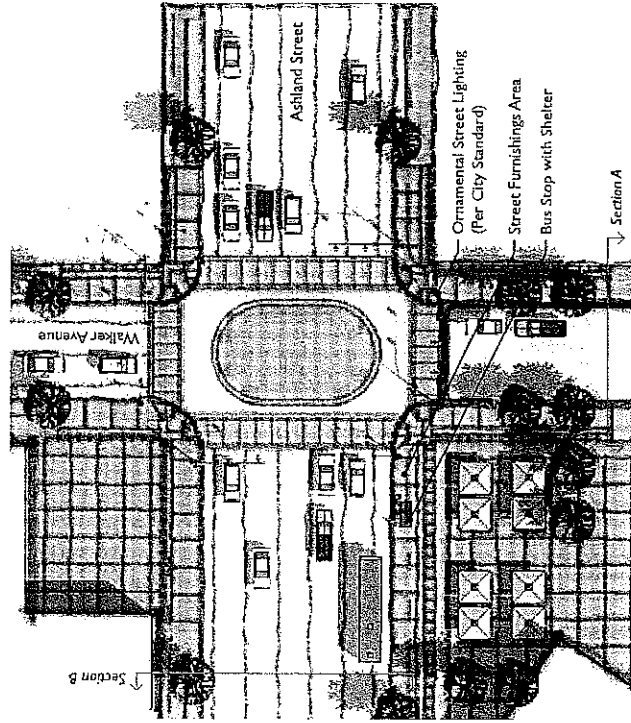 Ashland Street
Walker Avenue
Ornamental Street Lighting
(Per City Standard)
Street Furnishings Area
Bus Stop with Shelter
Section A
Section B